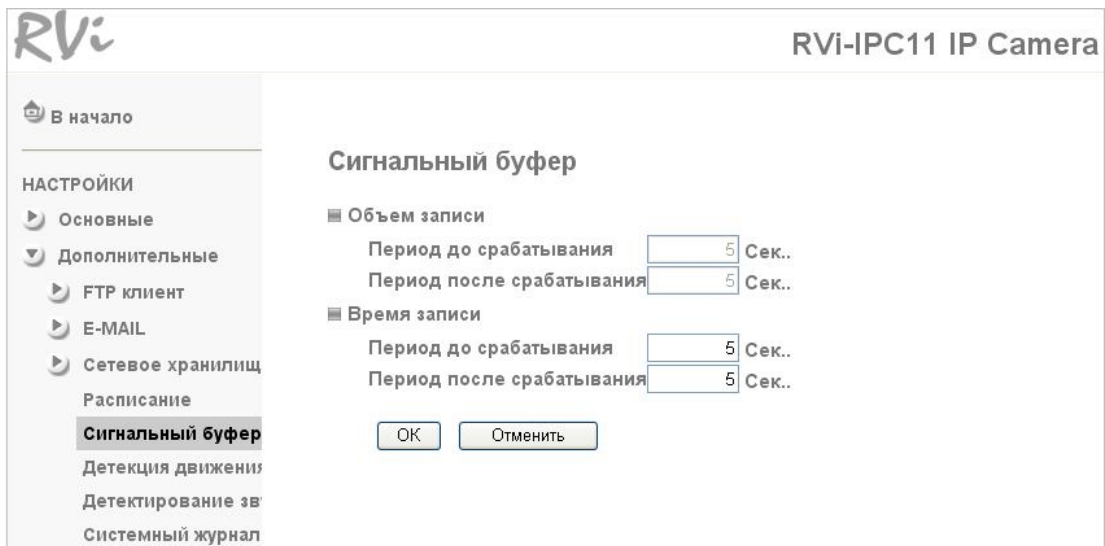 RVi
RVi-IPC11 IP Camera
В начало
НАСТРОЙКИ
Основные
Дополнительные
FTP клиент
E-MAIL
Сетевое хранилищ
Расписание
Сигнальный буфер
Детекция движения
Детектирование зв
Системный журнал
Сигнальный буфер
Объем записи
Период до срабатывания 5 Сек..
Период после срабатывания 5 Сек..
Время записи
Период до срабатывания 5 Сек..
Период после срабатывания 5 Сек..
OK Отменить